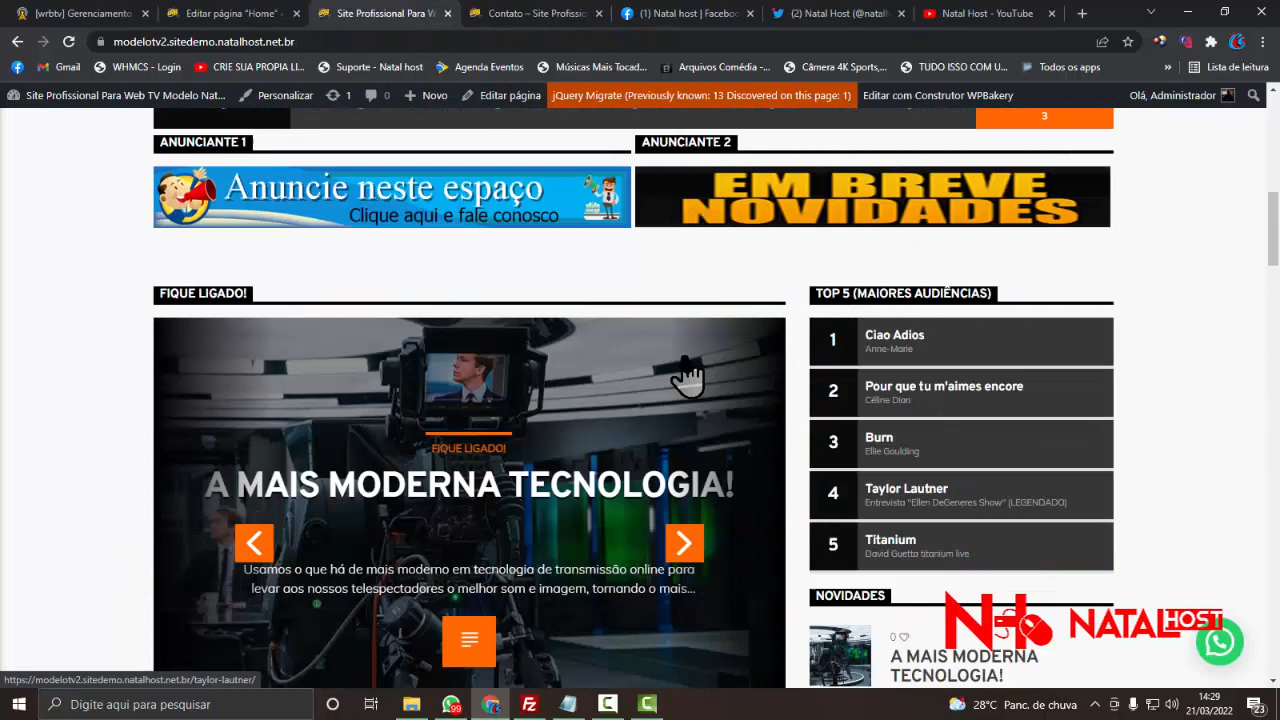 (wrbtv) Gerenciamento
Editar página "Home" -
Site Profissional Para W
Contato – Site Profissio
(1) Natal Host | Faceboo
(2) Natal Host (@natalh
Natal Host - YouTube
modelotv2.sitedemo.natalhost.net.br
Gmail
WHMCS - Login
CRIE SUA PROPIA LI...
Suporte - Natal host
Agenda Eventos
Músicas Mais Tocad...
Arquivos Comédia -...
Câmera 4K Sports,...
TUDO ISSO COM U...
Todos os apps
»
Lista de leitura
Site Profissional Para Web TV Modelo Nat...
Personalizar
1
0
Novo
Editar página
jQuery Migrate (Previously known: 13 Discovered on this page: 1)
Editar com Construtor WPBakery
Olá, Administrador
3
ANUNCIANTE 1
ANUNCIANTE 2
Anuncie neste espaço
Clique aqui e fale conosco
EM BREVE
NOVIDADES
FIQUE LIGADO!
TOP 5 (MAIORES AUDIÊNCIAS)
FIQUE LIGADO!
A MAIS MODERNA TECNOLOGIA!
Usamos o que há de mais moderno em tecnologia de transmissão online para
levar aos nossos telespectadores o melhor som e imagem, tornando o mais...
1
Ciao Adios
Anne-Marie
2
Pour que tu m'aimes encore
Céline Dion
3
Burn
Ellie Goulding
4
Taylor Lautner
Entrevista "Ellen DeGeneres Show" (LEGENDADO)
5
Titanium
David Guetta titanium live
NOVIDADES
0
A MAIS MODERNA
TECNOLOGIA!
NH NATAL HOST
https://modelotv2.sitedemo.natalhost.net.br/taylor-lautner/
Digite aqui para pesquisar
99
28°C Panc. de chuva
14:29
21/03/2022
23